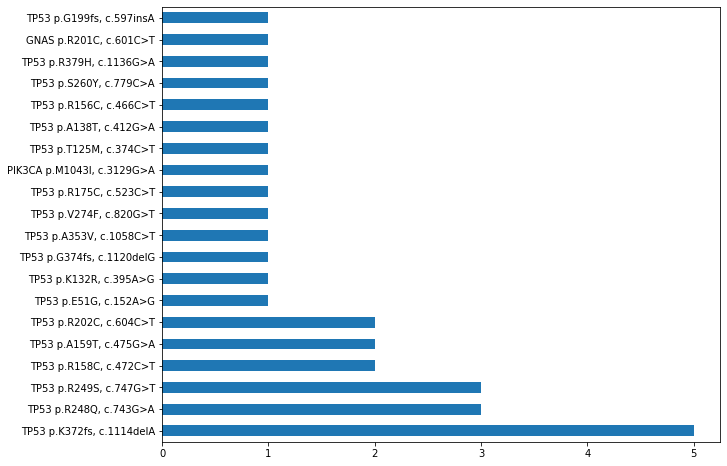 TP53 p.G199fs, c.597insA
GNAS p.R201C, c.601C>T
TP53 p.R379H, c.1136G>A
TP53 p.S260Y, c.779C>A
TP53 p.R156C, c.466C>T
TP53 p.A138T, c.412G>A
TP53 p.T125M, c.374C>T
PIK3CA p.M1043I, c.3129G>A
TP53 p.R175C, c.523C>T
TP53 p.V274F, c.820G>T
TP53 p.A353V, c.1058C>T
TP53 p.G374fs, c.1120delG
TP53 p.K132R, c.395A>G
TP53 p.E51G, c.152A>G
TP53 p.R202C, c.604C>T
TP53 p.A159T, c.475G>A
TP53 p.R158C, c.472C>T
TP53 p.R249S, c.747G>T
TP53 p.R248Q, c.743G>A
TP53 p.K372fs, c.1114delA
0 1 2 3 4 5